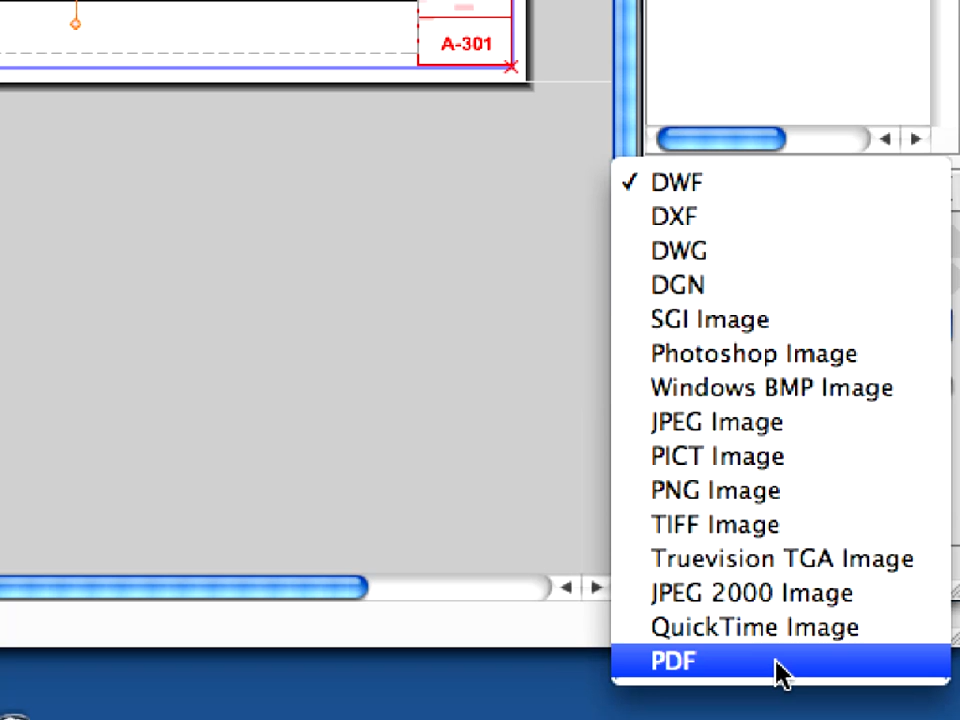 A-301
✓ DWF
DXF
DWG
DGN
SGI Image
Photoshop Image
Windows BMP Image
JPEG Image
PICT Image
PNG Image
TIFF Image
Truevision TGA Image
JPEG 2000 Image
QuickTime Image
PDF